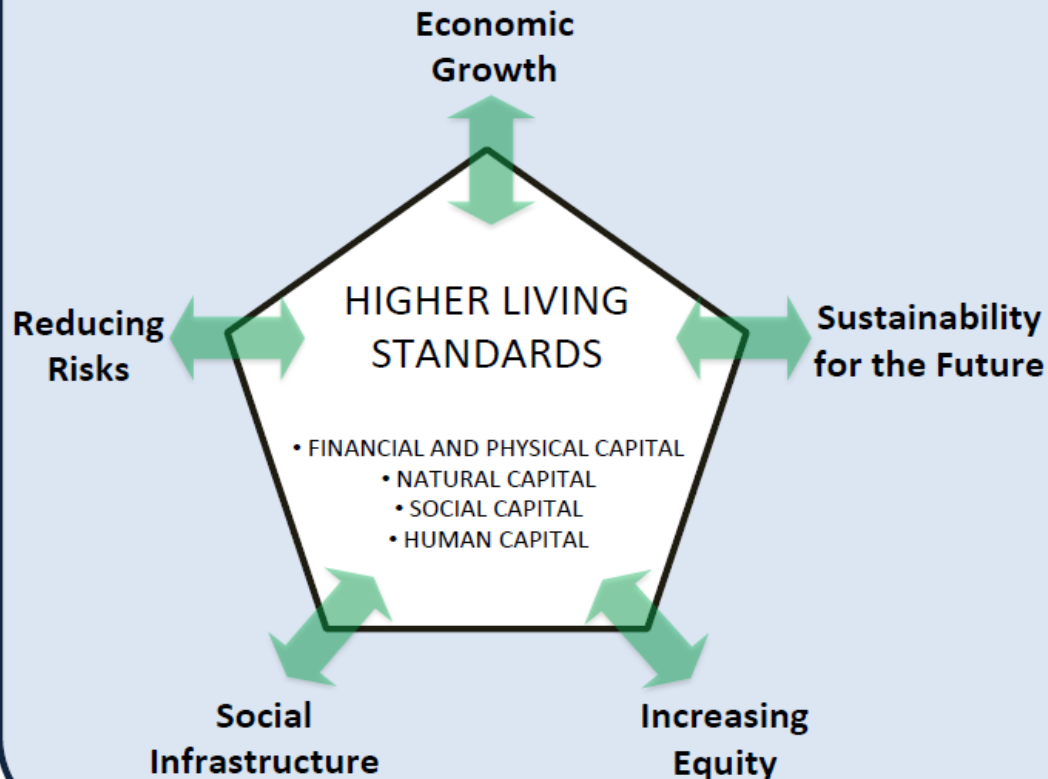 Economic
Growth
Reducing
Risks
HIGHER LIVING
STANDARDS
Sustainability
for the Future
• FINANCIAL AND PHYSICAL CAPITAL
• NATURAL CAPITAL
• SOCIAL CAPITAL
• HUMAN CAPITAL
Social
Infrastructure
Increasing
Equity